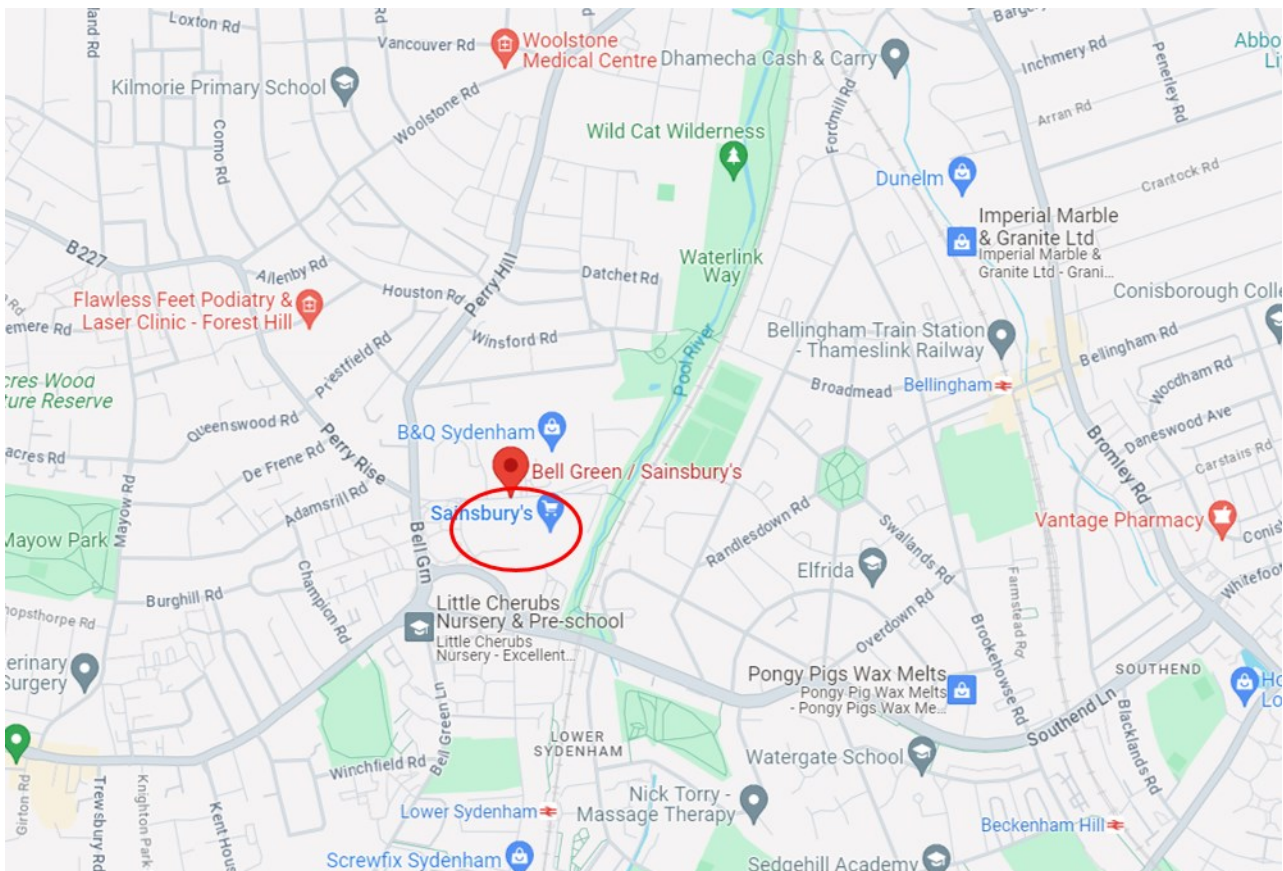 Loxton Rd
Vancouver Rd
Woolstone
Medical Centre
Dhamecha Cash & Carry
Inchmery Rd
Penerley Rd
Kilmorie Primary School
Woolstone Rd
Como Rd
Fordmill Rd
Arran Rd
Wild Cat Wilderness
Dunelm
Crantock Rd
Imperial Marble
& Granite Ltd
Imperial Marble &
Granite Ltd - Grani...
B227
Allenby Rd
Houston Rd
Perry Hill
Datchet Rd
Waterlink
Way
Flawless Feet Podiatry &
Laser Clinic - Forest Hill
Winsford Rd
Priestfield Rd
Pool River
Bellingham Train Station
- Thameslink Railway
Bellingham Rd
Broadmead
Bellingham
Woodham Rd
Queenswood Rd
Perry Rise
De Frene Rd
B&Q Sydenham
Bromley Rd
Daneswood Ave
Carstairs Rd
Mayow Rd
Adamsrill Rd
Bell Green / Sainsbury's
Sainsbury's
Vantage Pharmacy
Mayow Park
Bell Grn
Randlesdown Rd
Swallands Rd
Elfrida
Farmstead Rd
Burghill Rd
Champion Rd
Little Cherubs
Nursery & Pre-school
Little Cherubs
Nursery - Excellent...
Overdown Rd
Brookehowse Rd
Pongy Pigs Wax Melts
Pongy Pig Wax Melts
- Pongy Pigs Wax Me...
SOUTHEND
Southend Ln
Blacklands Rd
Bell Green Ln
LOWER
SYDENHAM
Winchfield Rd
Watergate School
Girton Rd
Trewsbury Rd
Knighton Park
Lower Sydenham
Nick Torry -
Massage Therapy
Beckenham Hill
Screwfix Sydenham
Sedgehill Academy